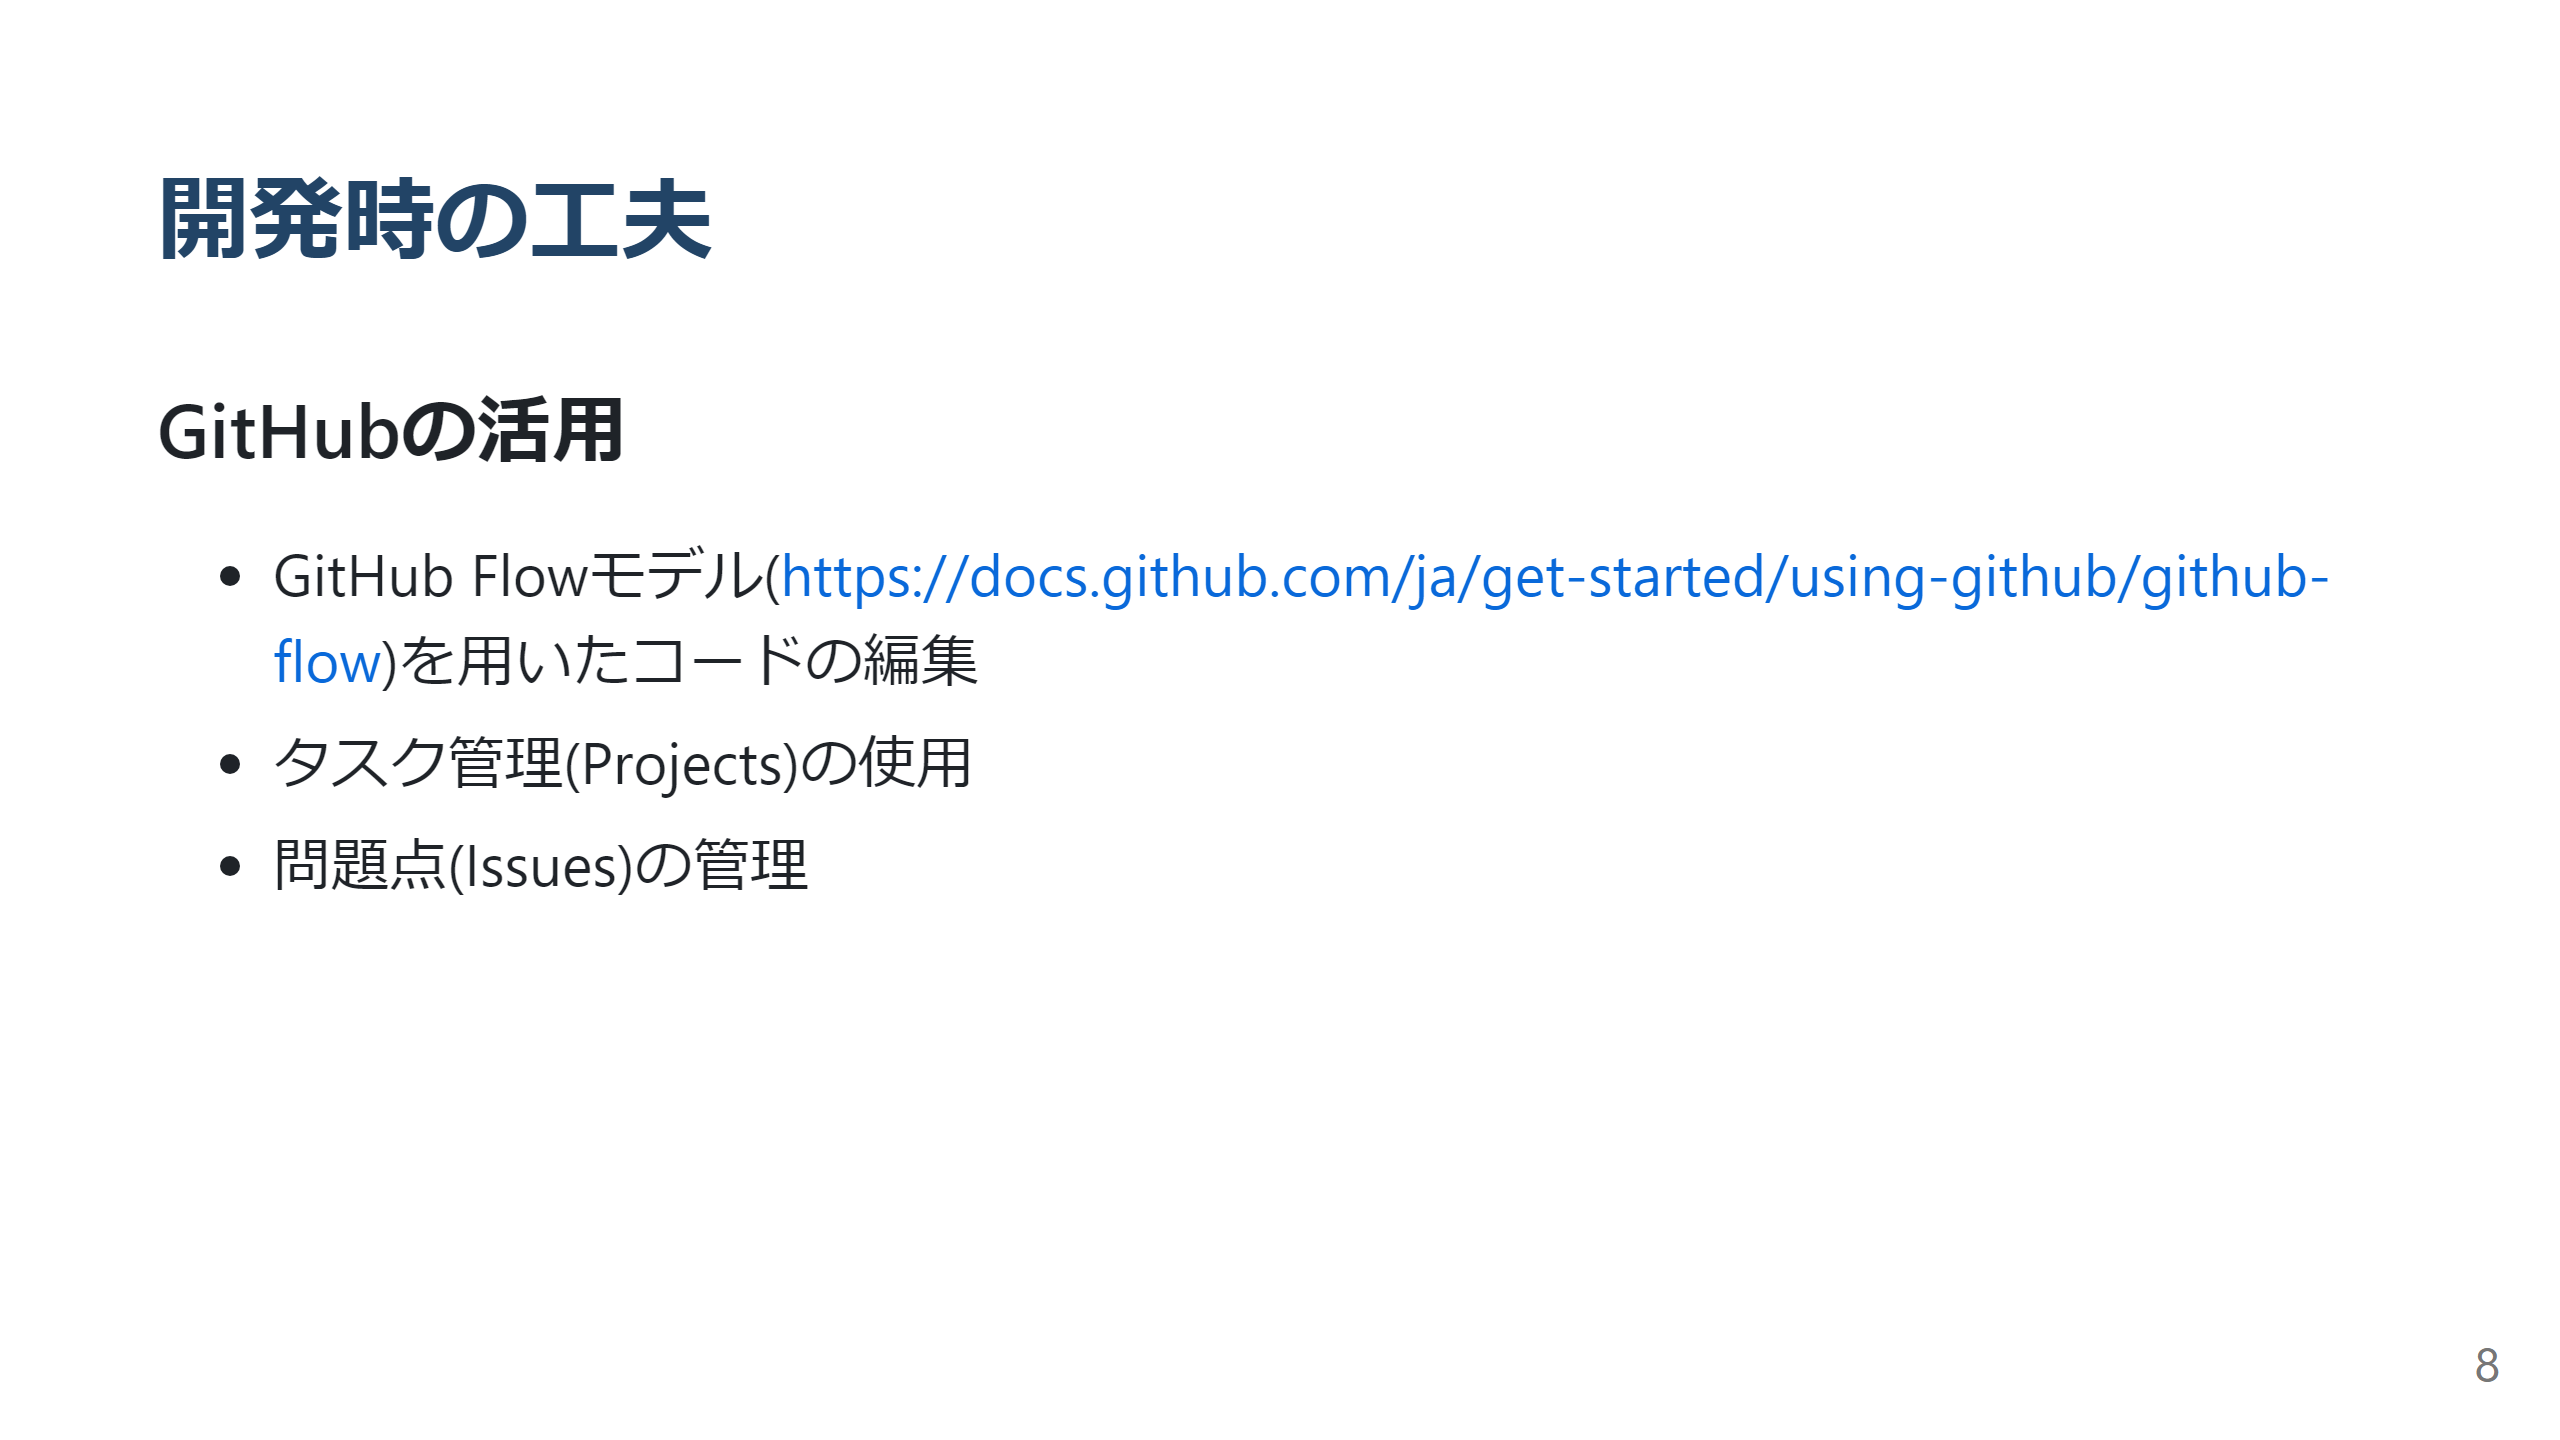 開発時の工夫
GitHubの活用
• GitHub Flowモデル(https://docs.github.com/ja/get-started/using-github/github-
flow)を用いたコードの編集
• タスク管理(Projects)の使用
• 問題点(Issues)の管理
8